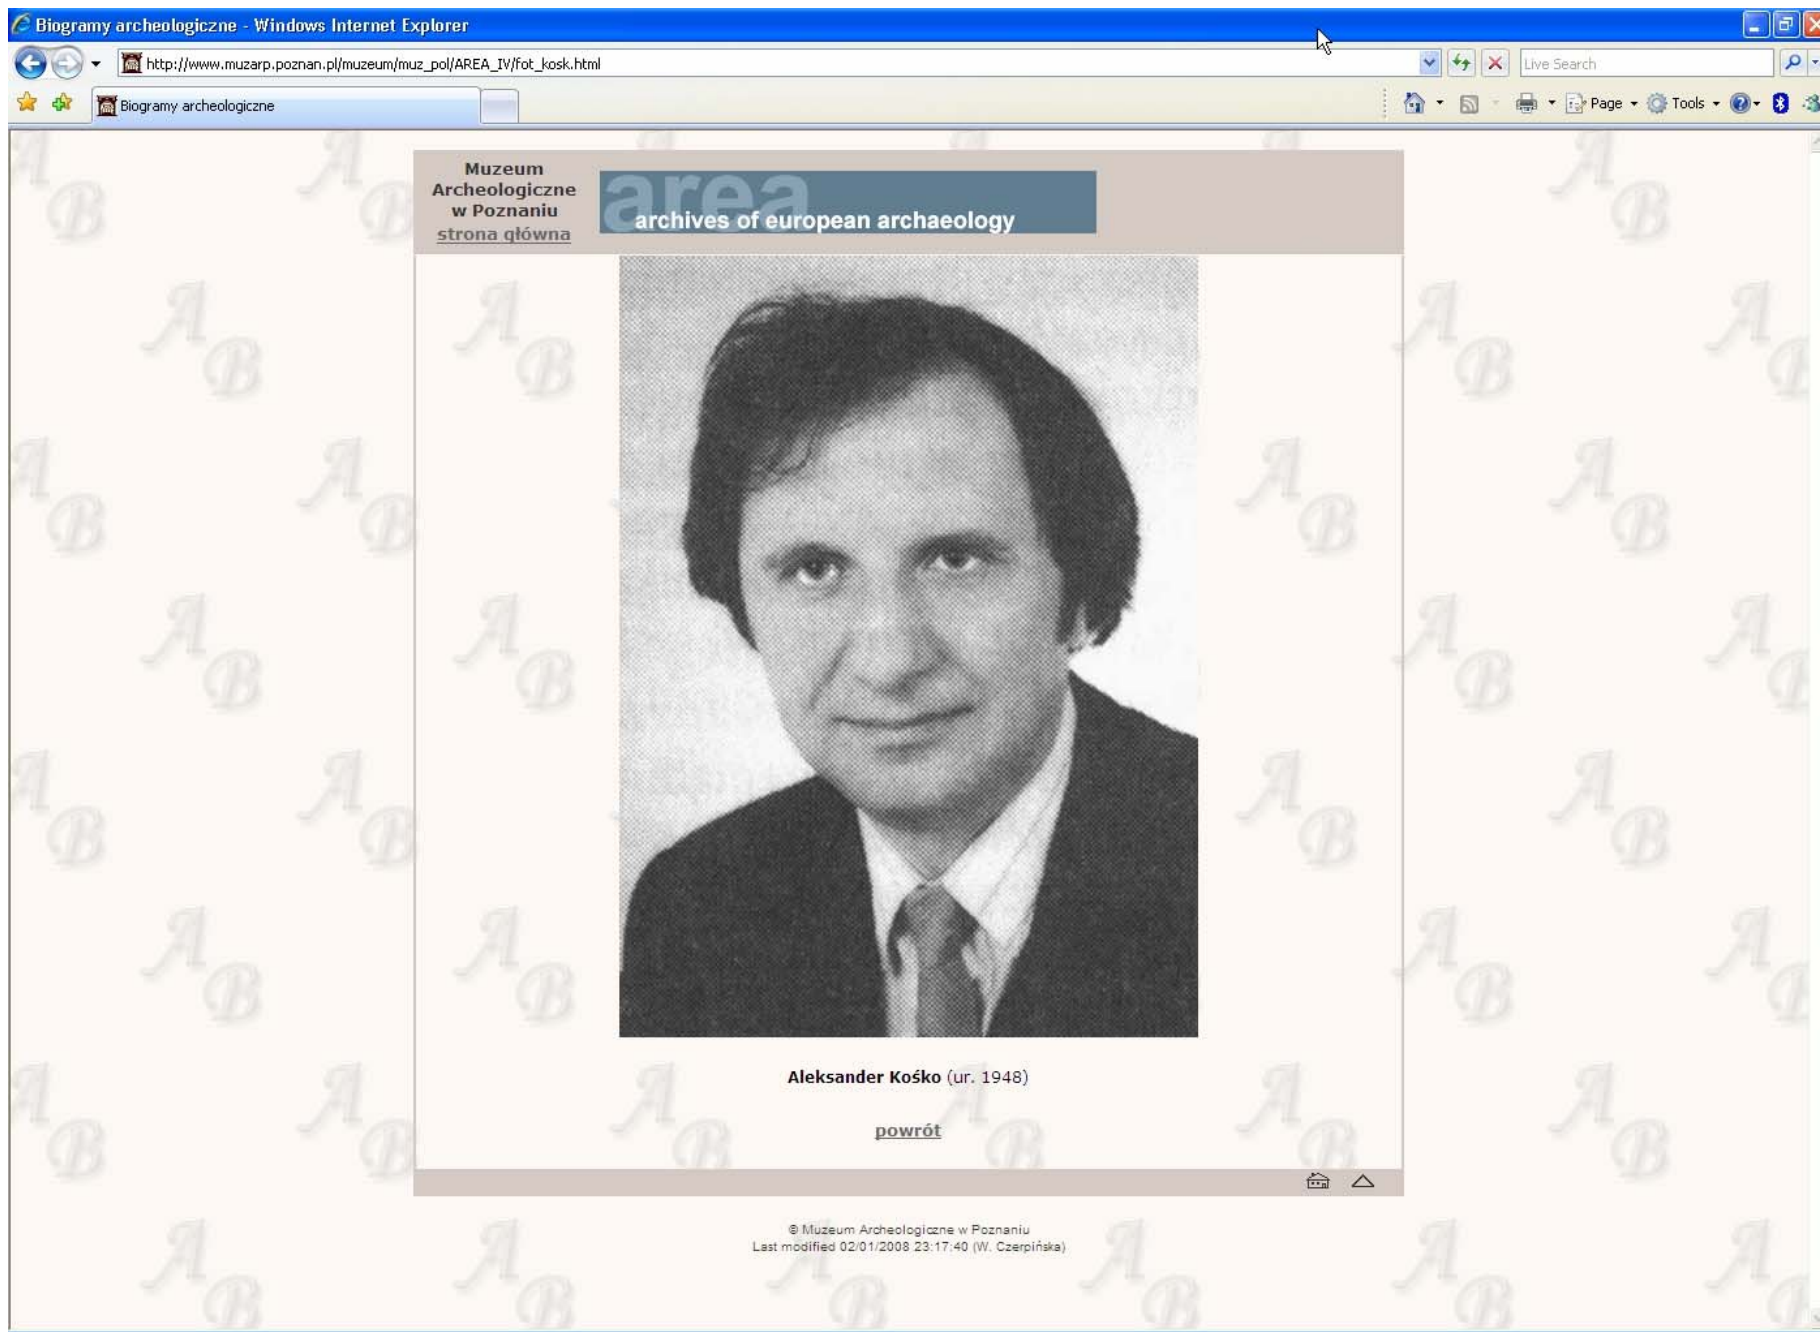 Biogramy archeologiczne - Windows Internet Explorer
http://www.muzarp.poznan.pl/muzeum/muz_pol/AREA_IV/fot_kosk.html
Live Search
Biogramy archeologiczne
Page
Tools
Muzeum
Archeologiczne
w Poznaniu
strona główna
area
archives of european archaeology
Aleksander Kośko (ur. 1948)
powrót
© Muzeum Archeologiczne w Poznaniu
Last modified 02/01/2008 23:17:40 (W. Czerpińska)